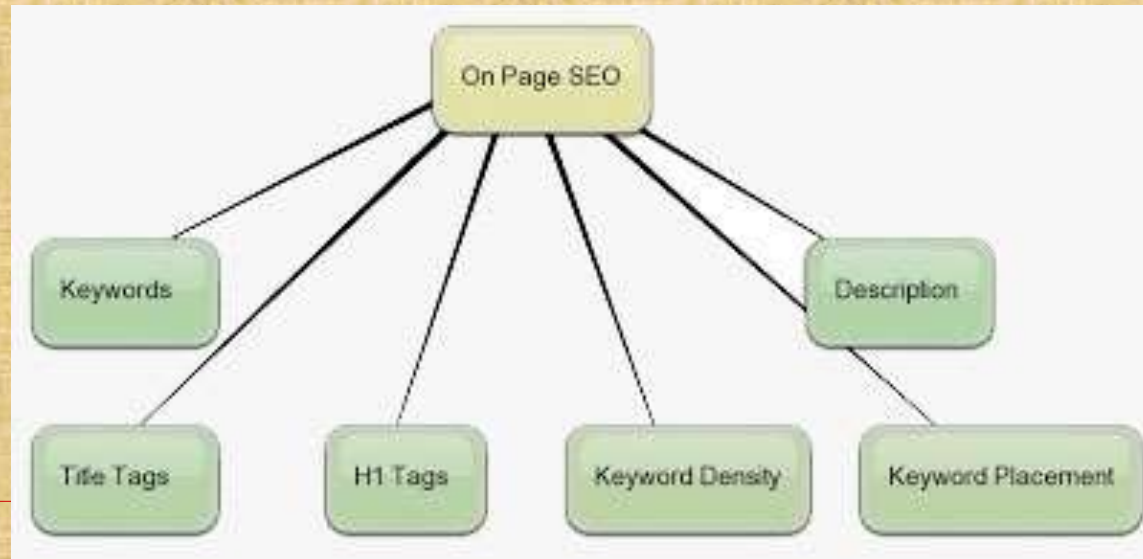 On Page SEO
Keywords
Description
Title Tags
H1 Tags
Keyword Density
Keyword Placement